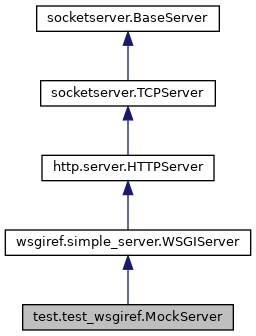 socketserver.BaseServer
socketserver.TCPServer
http.server.HTTPServer
wsgiref.simple_server.WSGIServer
test.test_wsgiref.MockServer